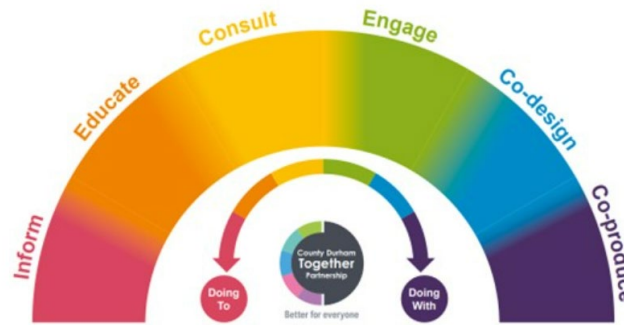 Inform
Educate
Consult
Engage
Co-design
Co-produce
Doing
To
County Durham
Together
Partnership
Better for everyone
Doing
With